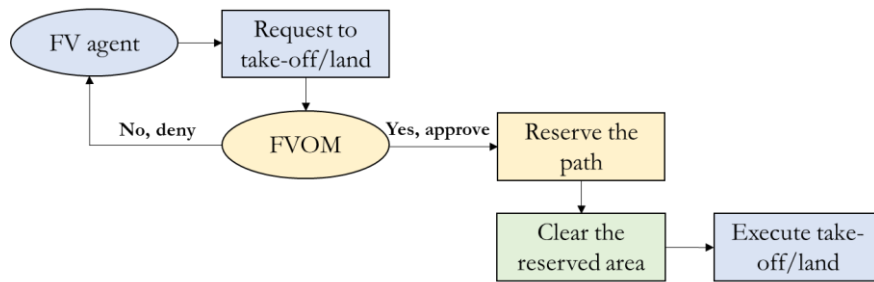 FV agent
Request to
take-off/land
No, deny
FVOM
Yes, approve
Reserve the
path
Clear the
reserved area
Execute take-
off/land